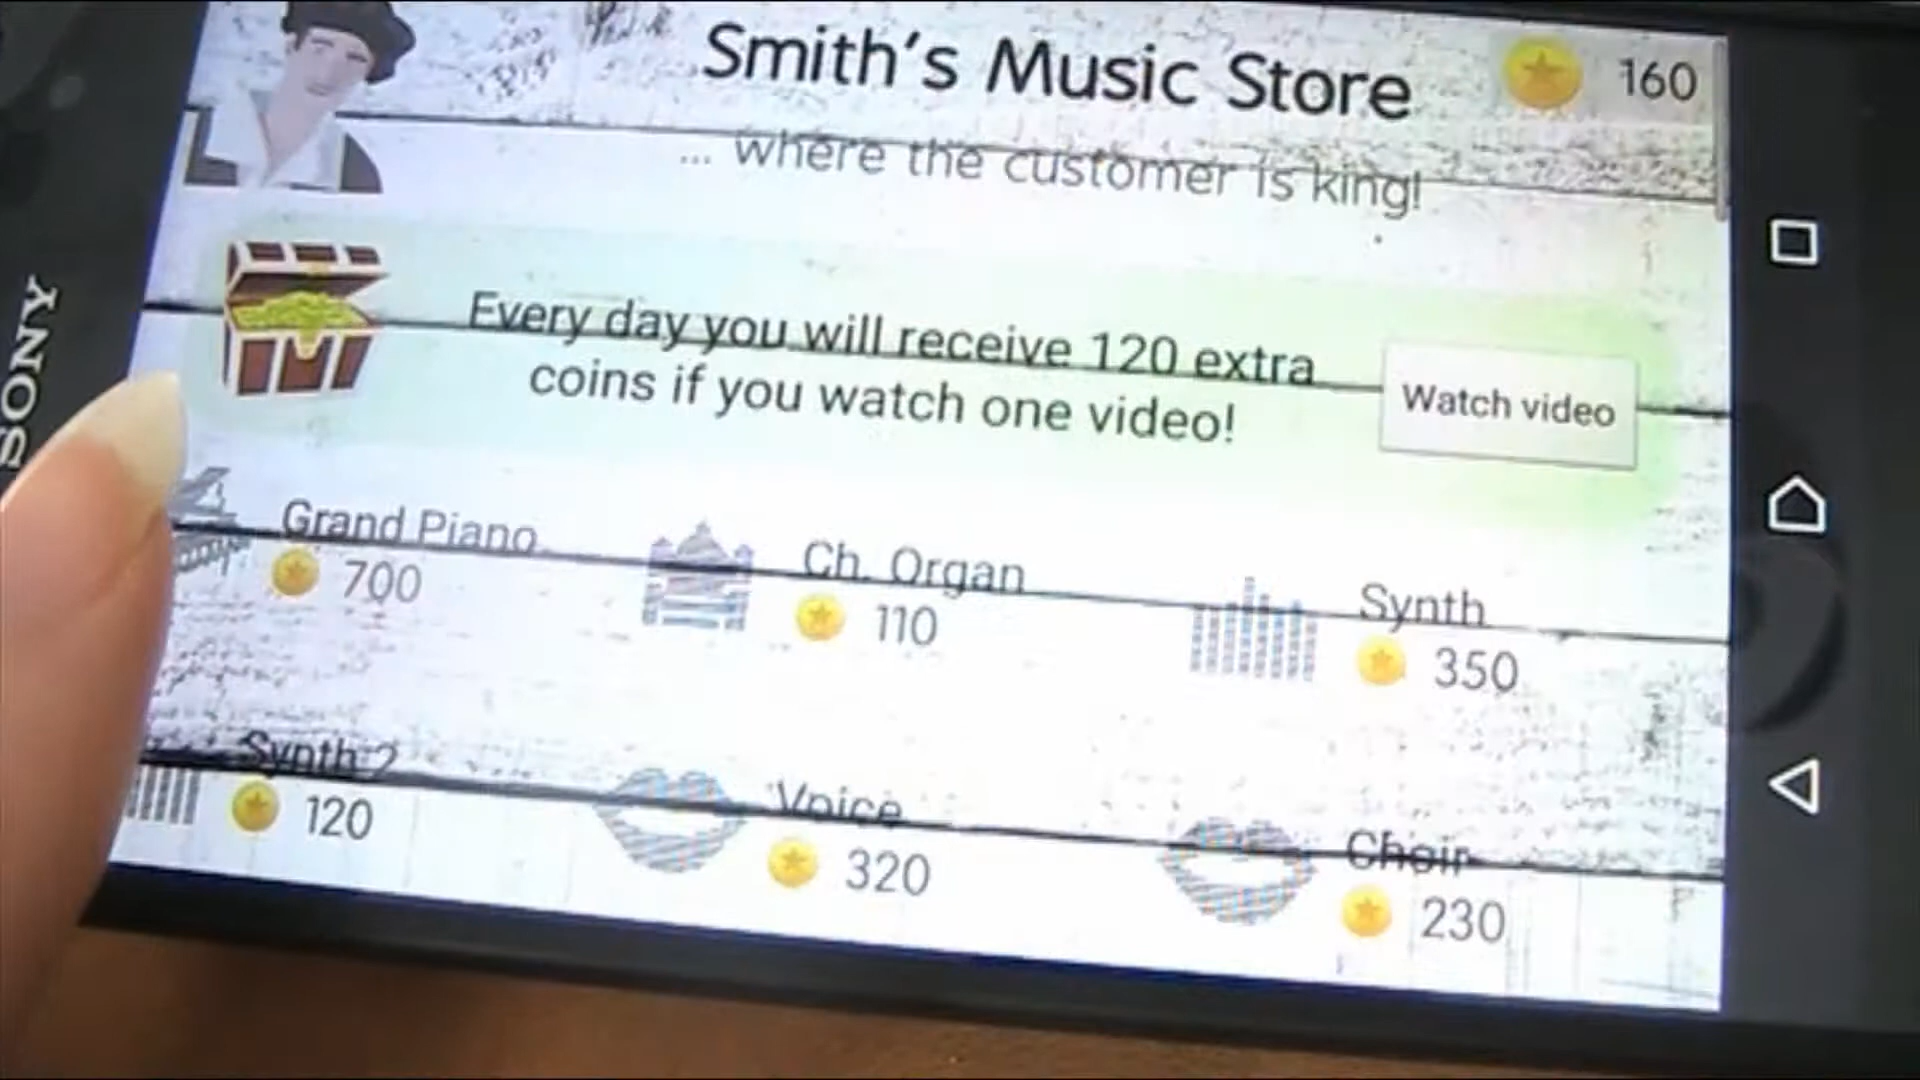 Smith's Music Store
160
... where the customer is king!
Every day you will receive 120 extra
coins if you watch one video!
Watch video
SONY
Grand Piano
700
Ch. Organ
110
Synth
350
Synth 2
120
Voice
320
Choir
230